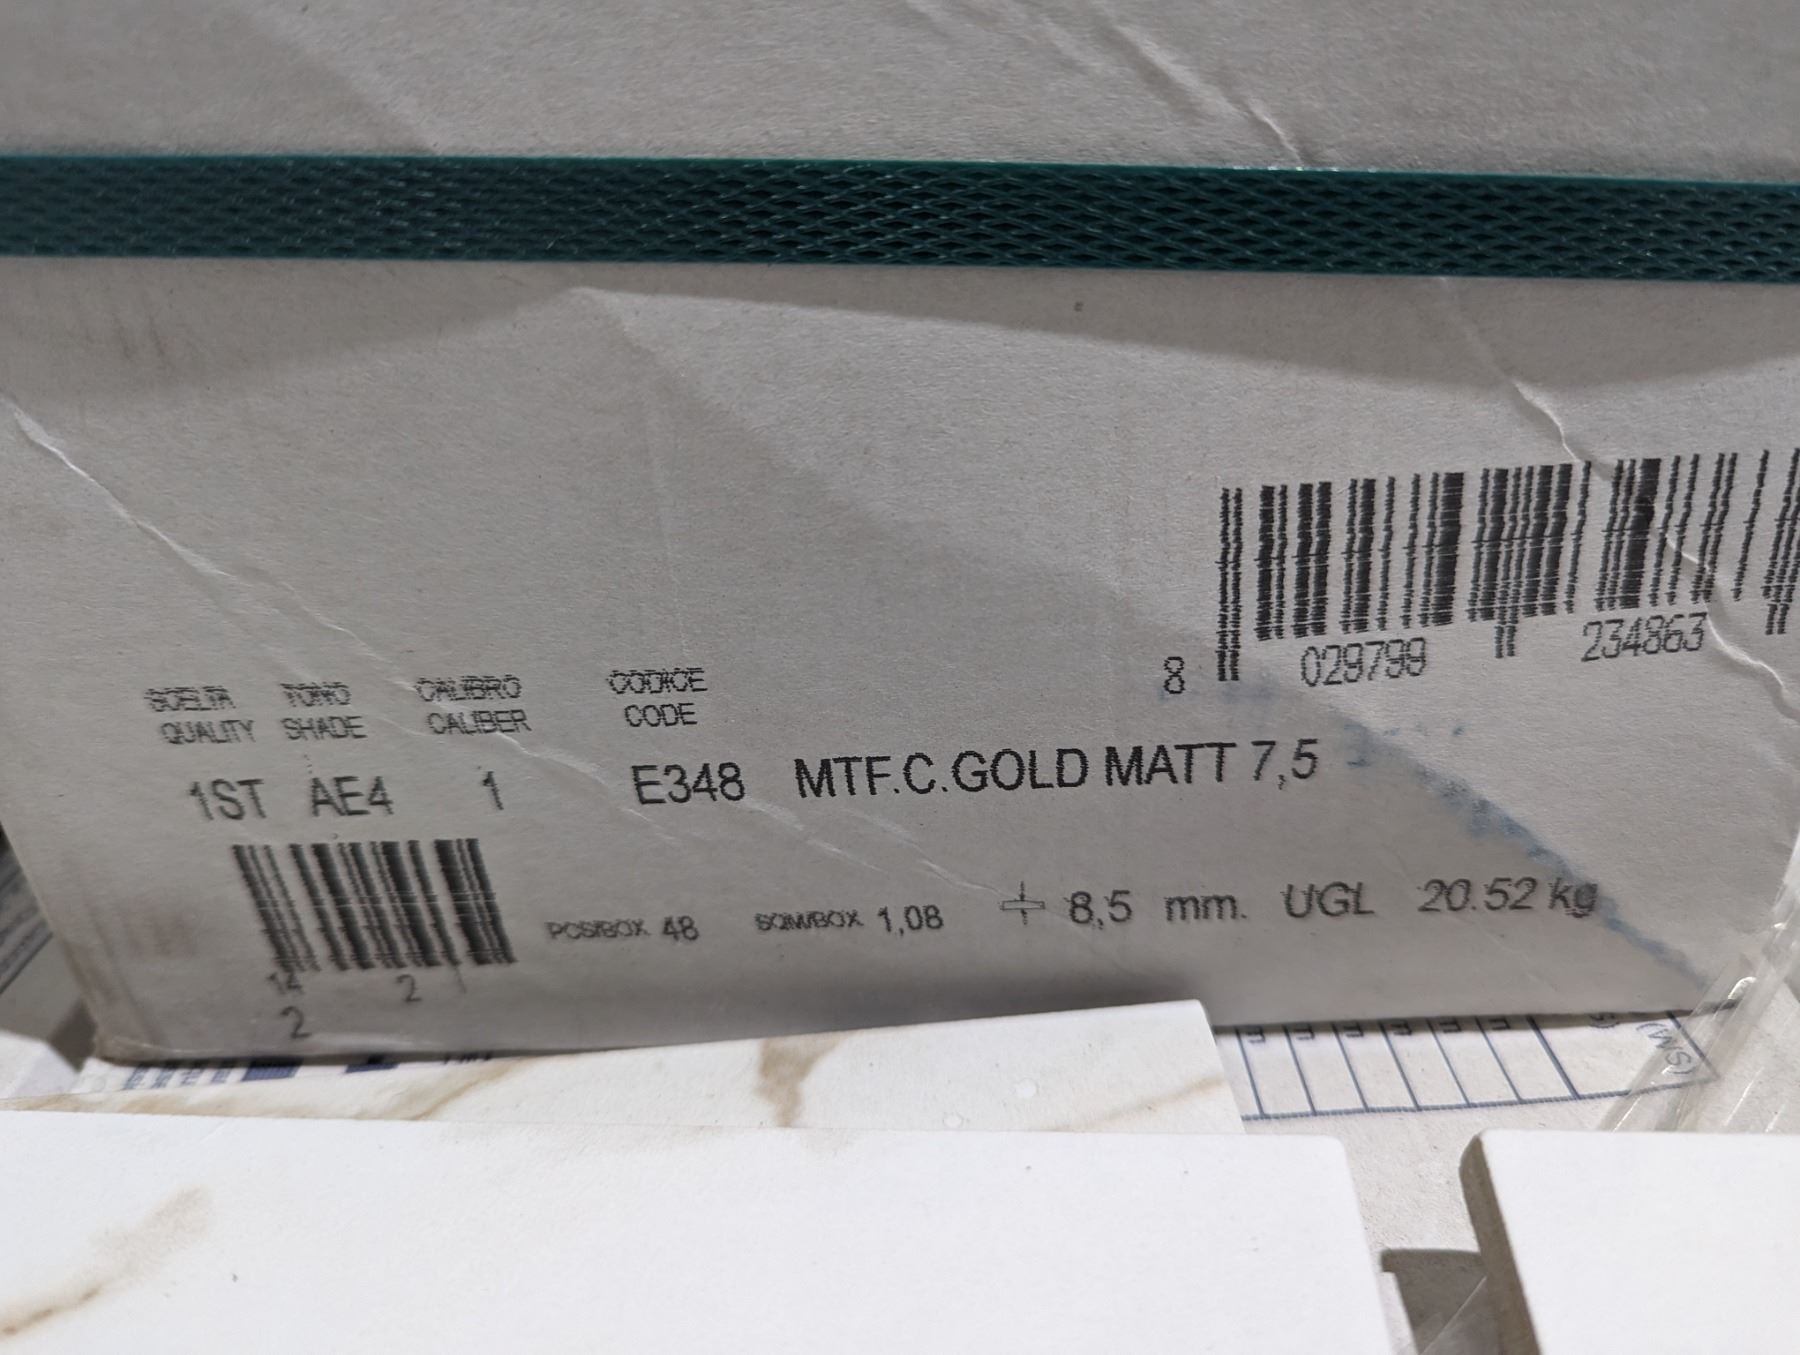 8 029799 234863
SCELTA TONO CALIBRO CODICE
QUALITY SHADE CALIBER CODE
1ST AE4 1 E348 MTF.C.GOLD MATT 7,5
PCS/BOX 48 SQM/BOX 1,08 8,5 mm. UGL 20.52 kg
14 2
2
(SM)